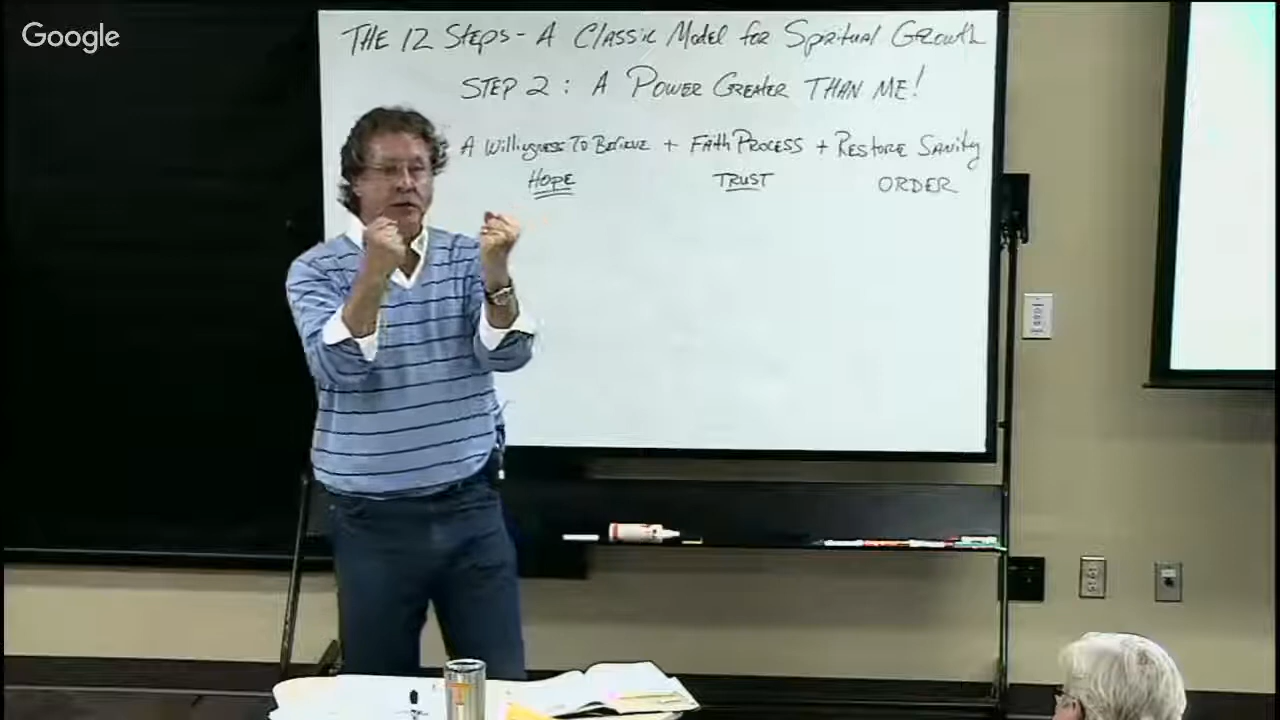 Google
THE 12 STEPS - A CLASSIC MODEL FOR SPIRITUAL GROWTH
STEP 2 : A POWER GREATER THAN ME!
A WILLINGNESS TO BELIEVE + FAITH PROCESS + RESTORE SANITY
HOPE TRUST ORDER